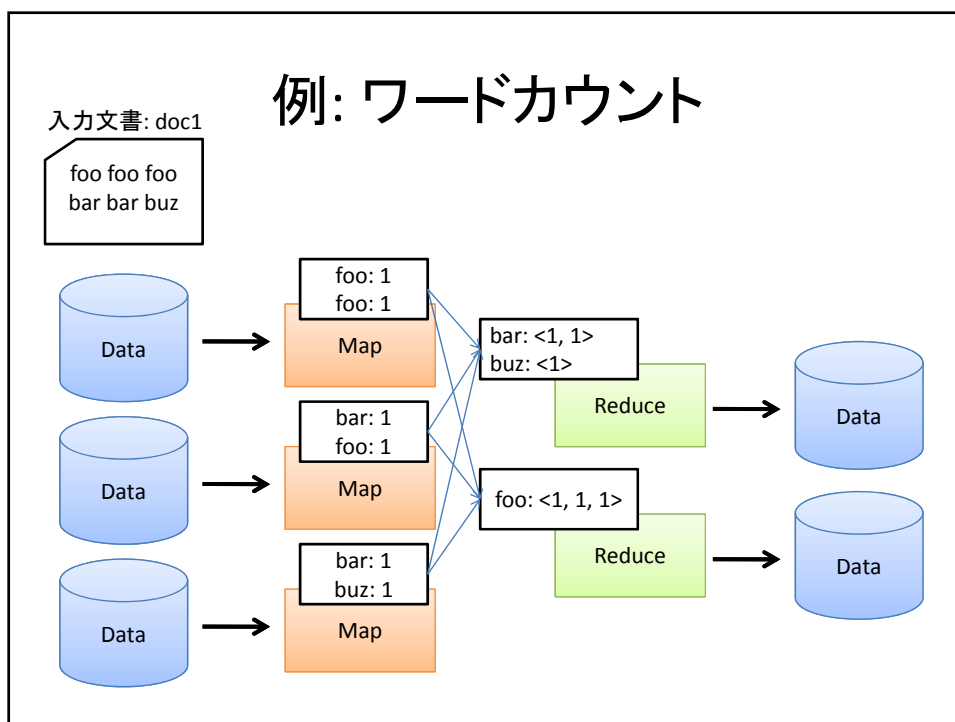 例: ワードカウント
入力文書: doc1
foo foo foo
bar bar buz
Data
foo: 1
foo: 1
Map
bar: <1, 1>
buz: <1>
Reduce
Data
Data
bar: 1
foo: 1
Map
foo: <1, 1, 1>
Reduce
Data
Data
bar: 1
buz: 1
Map